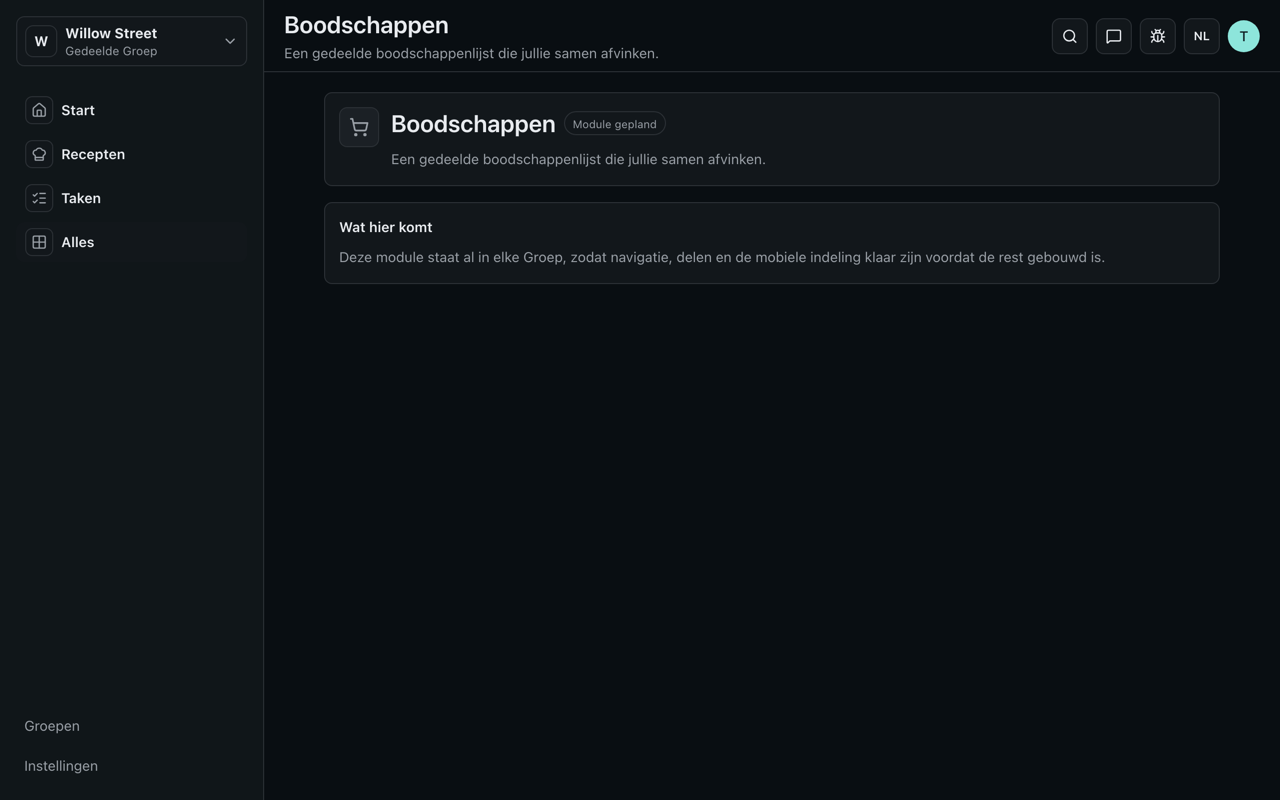 W
Willow Street
Gedeelde Groep
Start
Recepten
Taken
Alles
Groepen
Instellingen
Boodschappen
Een gedeelde boodschappenlijst die jullie samen afvinken.
NL
T
Boodschappen
Module gepland
Een gedeelde boodschappenlijst die jullie samen afvinken.
Wat hier komt
Deze module staat al in elke Groep, zodat navigatie, delen en de mobiele indeling klaar zijn voordat de rest gebouwd is.